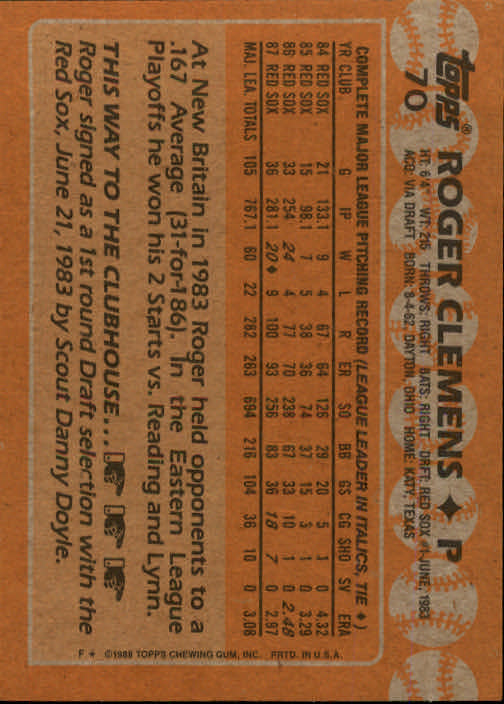 topps®
70
ROGER CLEMENS ♦ P
HT: 6'4" WT: 215 THROWS: RIGHT BATS: RIGHT DRFT: RED SOX #1-JUNE, 1983
ACQ: VIA DRAFT BORN: 8-4-62, DAYTON, OHIO HOME: KATY, TEXAS
COMPLETE MAJOR LEAGUE PITCHING RECORD (LEAGUE LEADER IN ITALICS, TIE ♦)
YR CLUB G IP W L R ER SO BB GS CG SHO SV ERA
84 RED SOX 21 133.1 9 4 67 64 126 29 20 5 1 0 4.32
85 RED SOX 15 98.1 7 5 38 36 74 37 15 3 1 0 3.29
86 RED SOX 33 254 24 4 77 70 238 67 33 10 1 0 2.48
87 RED SOX 36 281.1 20♦ 9 100 93 256 83 36 18 7 0 2.97
MAJ. LEA. TOTALS 105 767.1 60 22 282 263 694 216 104 36 10 0 3.08
At New Britain in 1983 Roger held opponents to a
.167 Average (31-for-186). In the Eastern League
Playoffs he won his 2 Starts vs. Reading and Lynn.
THIS WAY TO THE CLUBHOUSE...
Roger signed as a 1st round Draft selection with the
Red Sox, June 21, 1983 by Scout Danny Doyle.
F * ©1988 TOPPS CHEWING GUM, INC. PRTD. IN U.S.A.